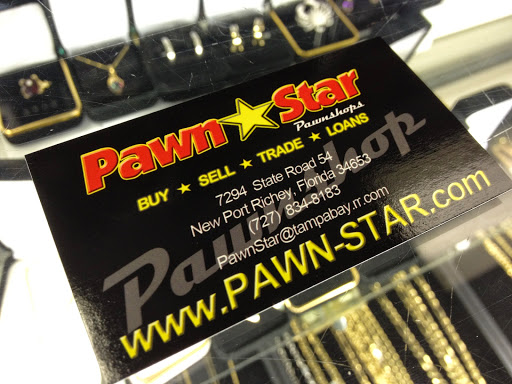 Pawn★Star
Pawnshops
BUY ★ SELL ★ TRADE ★ LOANS
7294 State Road 54
New Port Richey, Florida 34653
(727) 834-8183
PawnStar@tampabay.rr.com
Pawnshop
www.PAWN-STAR.com